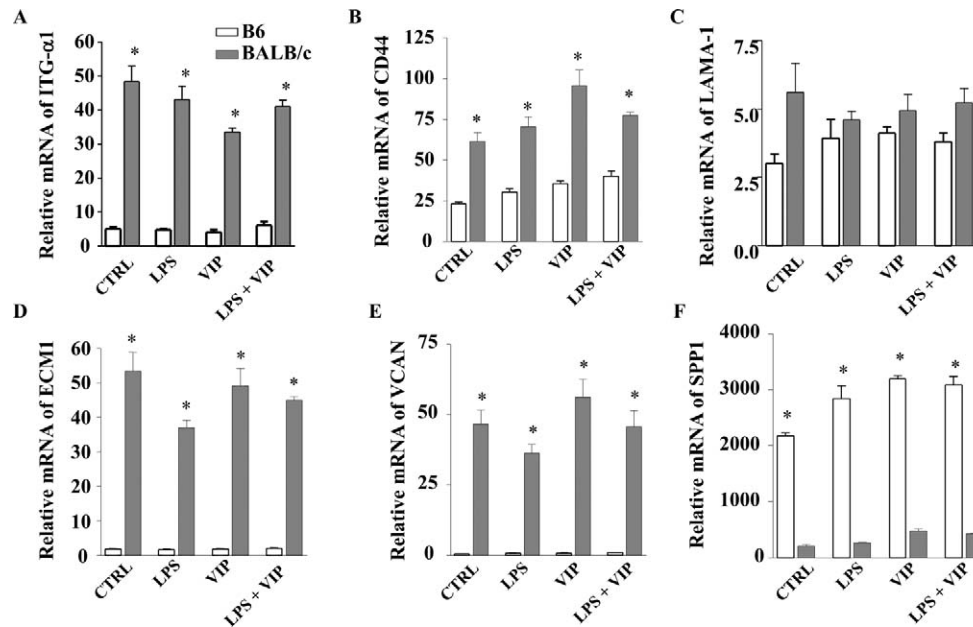 A
Relative mRNA of ITG-α1
60
50
40
30
20
10
0
* * * *
B6
BALB/c
CTRL LPS VIP LPS + VIP
B
Relative mRNA of CD44
125
100
75
50
25
0
* * * *
CTRL LPS VIP LPS + VIP
C
Relative mRNA of LAMA-1
7.5
5.0
2.5
0.0
CTRL LPS VIP LPS + VIP
D
Relative mRNA of ECM1
60
50
40
30
20
10
0
* * * *
CTRL LPS VIP LPS + VIP
E
Relative mRNA of VCAN
75
50
25
0
* * * *
CTRL LPS VIP LPS + VIP
F
Relative mRNA of SPP1
4000
3000
2000
1000
0
* * * *
CTRL LPS VIP LPS + VIP